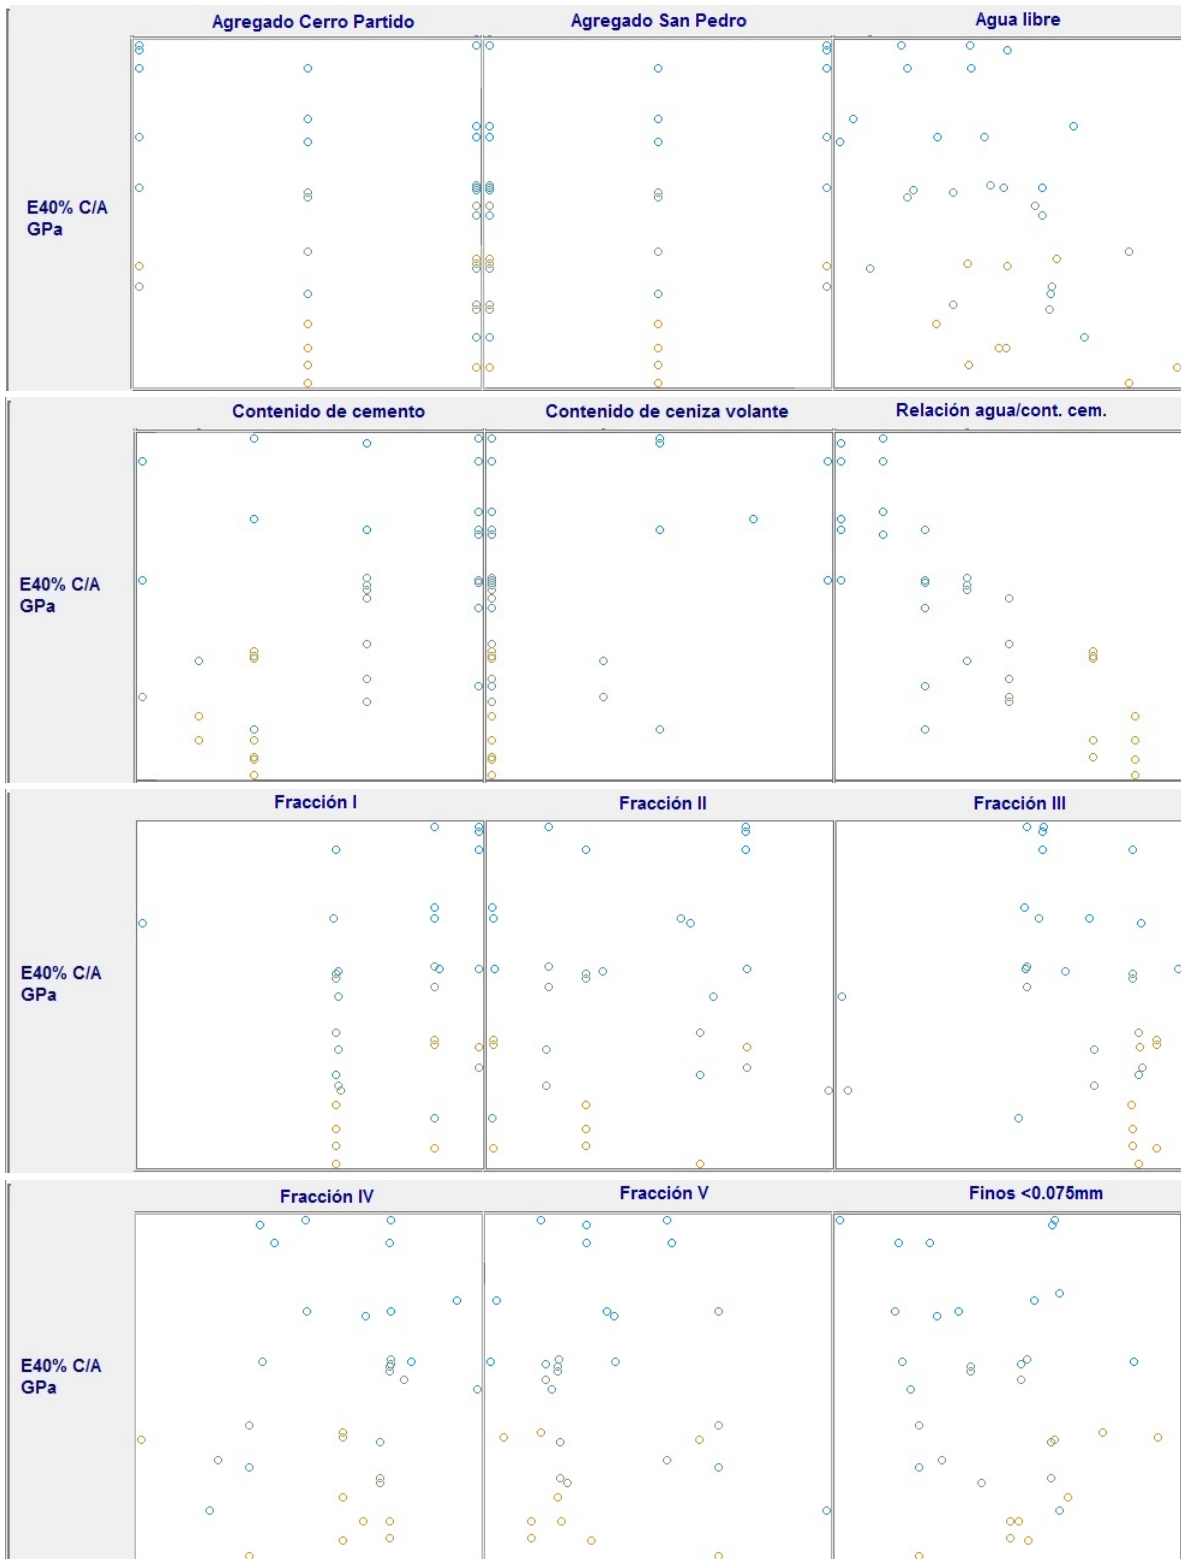 Agregado Cerro Partido
Agregado San Pedro
Agua libre
E40% C/A
GPa
Contenido de cemento
Contenido de ceniza volante
Relación agua/cont. cem.
E40% C/A
GPa
Fracción I
Fracción II
Fracción III
E40% C/A
GPa
Fracción IV
Fracción V
Finos <0.075mm
E40% C/A
GPa